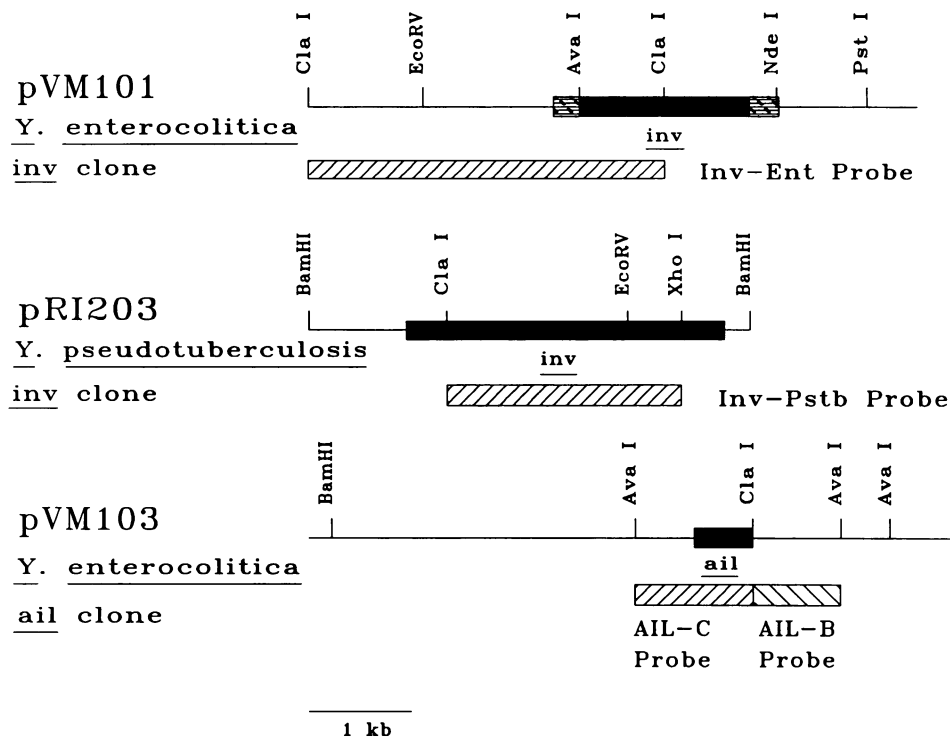 Cla I
EcoRV
Ava I
Cla I
Nde I
Pst I
pVM101
Y. enterocolitica
inv clone
inv
Inv-Ent Probe
BamHI
Cla I
EcoRV
Xho I
BamHI
pRI203
Y. pseudotuberculosis
inv clone
inv
Inv-Pstb Probe
BamHI
Ava I
Cla I
Ava I
Ava I
pVM103
Y. enterocolitica
ail clone
ail
AIL-C
Probe
AIL-B
Probe
1 kb